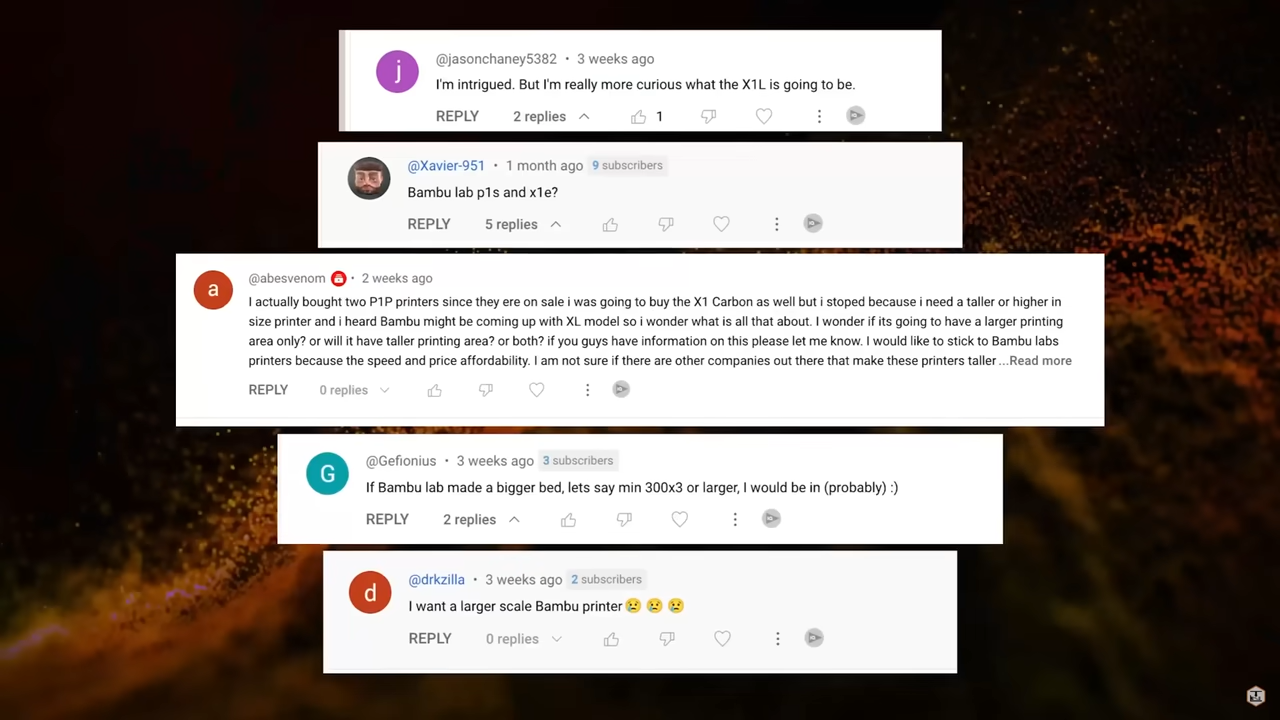 j
@jasonchaney5382 • 3 weeks ago
I'm intrigued. But I'm really more curious what the X1L is going to be.
REPLY 2 replies 1
@Xavier-951 • 1 month ago 9 subscribers
Bambu lab p1s and x1e?
REPLY 5 replies
a
@abesvenom • 2 weeks ago
I actually bought two P1P printers since they ere on sale i was going to buy the X1 Carbon as well but i stoped because i need a taller or higher in
size printer and i heard Bambu might be coming up with XL model so i wonder what is all that about. I wonder if its going to have a larger printing
area only? or will it have taller printing area? or both? if you guys have information on this please let me know. I would like to stick to Bambu labs
printers because the speed and price affordability. I am not sure if there are other companies out there that make these printers taller ...Read more
REPLY 0 replies
G
@Gefionius • 3 weeks ago 3 subscribers
If Bambu lab made a bigger bed, lets say min 300x3 or larger, I would be in (probably) :)
REPLY 2 replies
d
@drkzilla • 3 weeks ago 2 subscribers
I want a larger scale Bambu printer😢 😢 😢
REPLY 0 replies